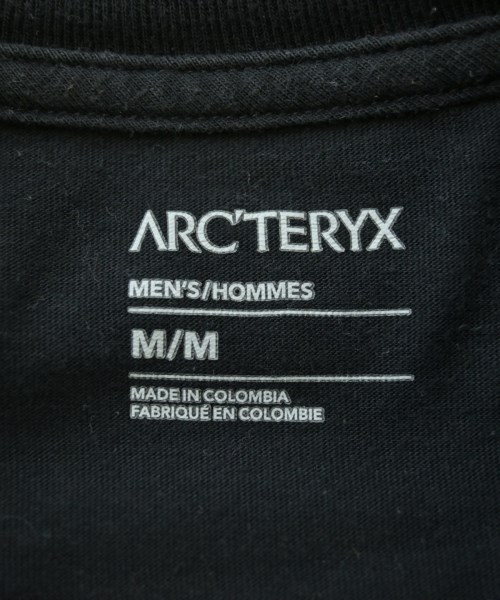 ARC'TERYX
MEN'S/HOMMES
M/M
MADE IN COLOMBIA
FABRIQUÉ EN COLOMBIE